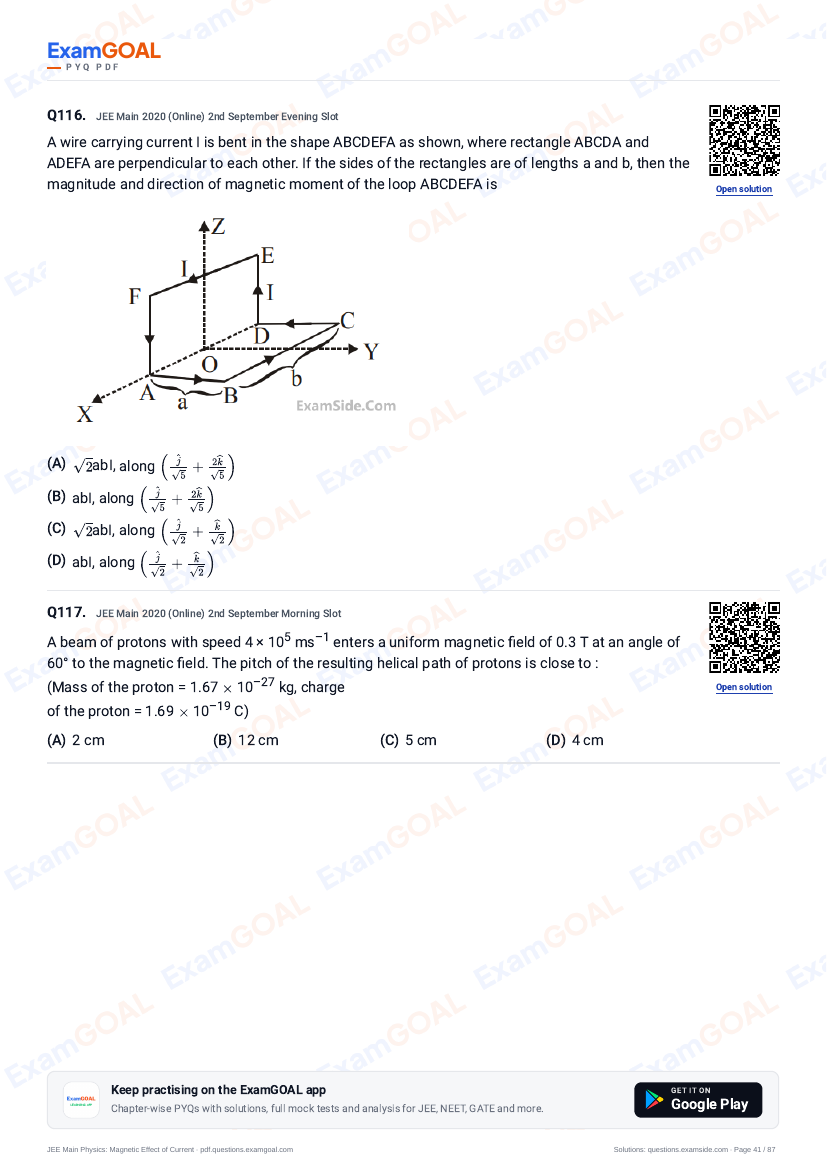 ExamGOAL
PYQ PDF
Q116. JEE Main 2020 (Online) 2nd September Evening Slot
A wire carrying current I is bent in the shape ABCDEFA as shown, where rectangle ABCDA and
ADEFA are perpendicular to each other. If the sides of the rectangles are of lengths a and b, then the
magnitude and direction of magnetic moment of the loop ABCDEFA is
Open solution
Z
E
I
F
I
C
D
Y
O
b
A
B
a
X
ExamSide.Com
(A) √2abI, along (ĵ/√5 + 2k̂/√5)
(B) abI, along (ĵ/√5 + 2k̂/√5)
(C) √2abI, along (ĵ/√2 + k̂/√2)
(D) abI, along (ĵ/√2 + k̂/√2)
Q117. JEE Main 2020 (Online) 2nd September Morning Slot
A beam of protons with speed 4 × 10⁵ ms⁻¹ enters a uniform magnetic field of 0.3 T at an angle of
60° to the magnetic field. The pitch of the resulting helical path of protons is close to :
(Mass of the proton = 1.67 × 10⁻²⁷ kg, charge
of the proton = 1.69 × 10⁻¹⁹ C)
Open solution
(A) 2 cm (B) 12 cm (C) 5 cm (D) 4 cm
Keep practising on the ExamGOAL app
Chapter-wise PYQs with solutions, full mock tests and analysis for JEE, NEET, GATE and more.
GET IT ON
Google Play
JEE Main Physics: Magnetic Effect of Current · pdf.questions.examgoal.com
Solutions: questions.examside.com · Page 41 / 87